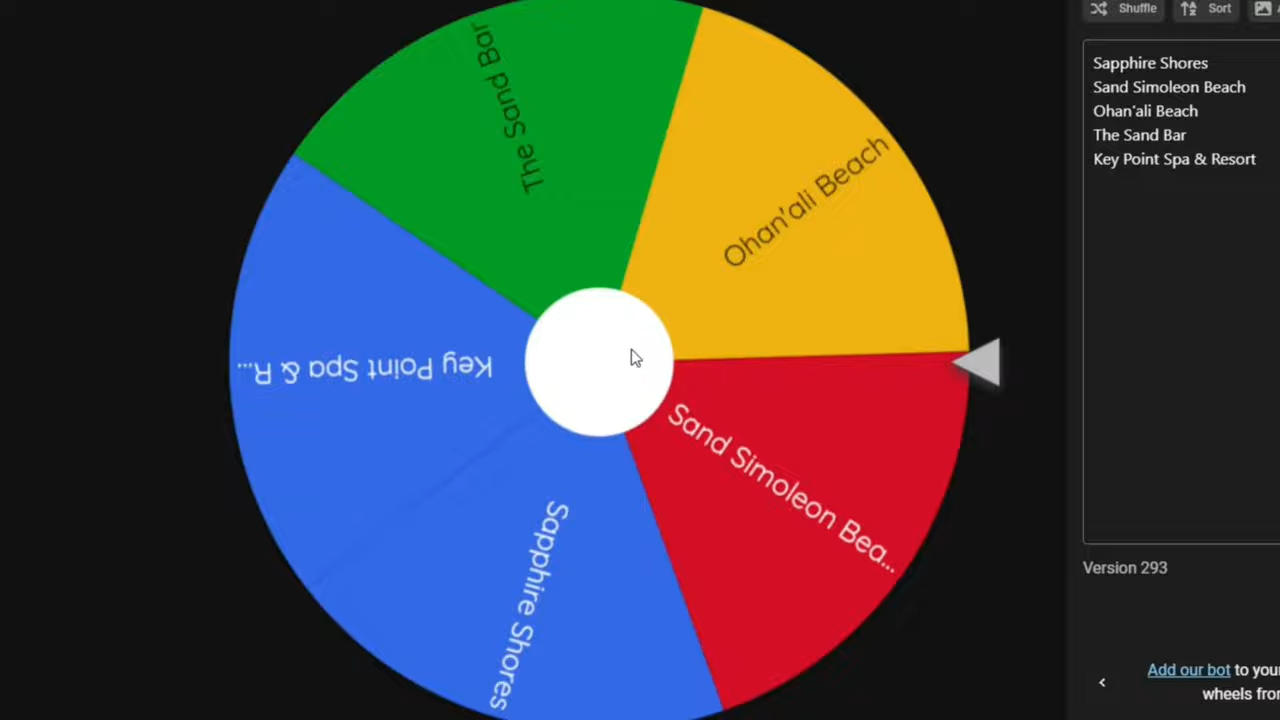 Shuffle
Sort
The Sand Bar
Ohan'ali Beach
Key Point Spa & R...
Sand Simoleon Bea...
Sapphire Shores
Sapphire Shores
Sand Simoleon Beach
Ohan'ali Beach
The Sand Bar
Key Point Spa & Resort
Version 293
Add our bot to your
wheels from